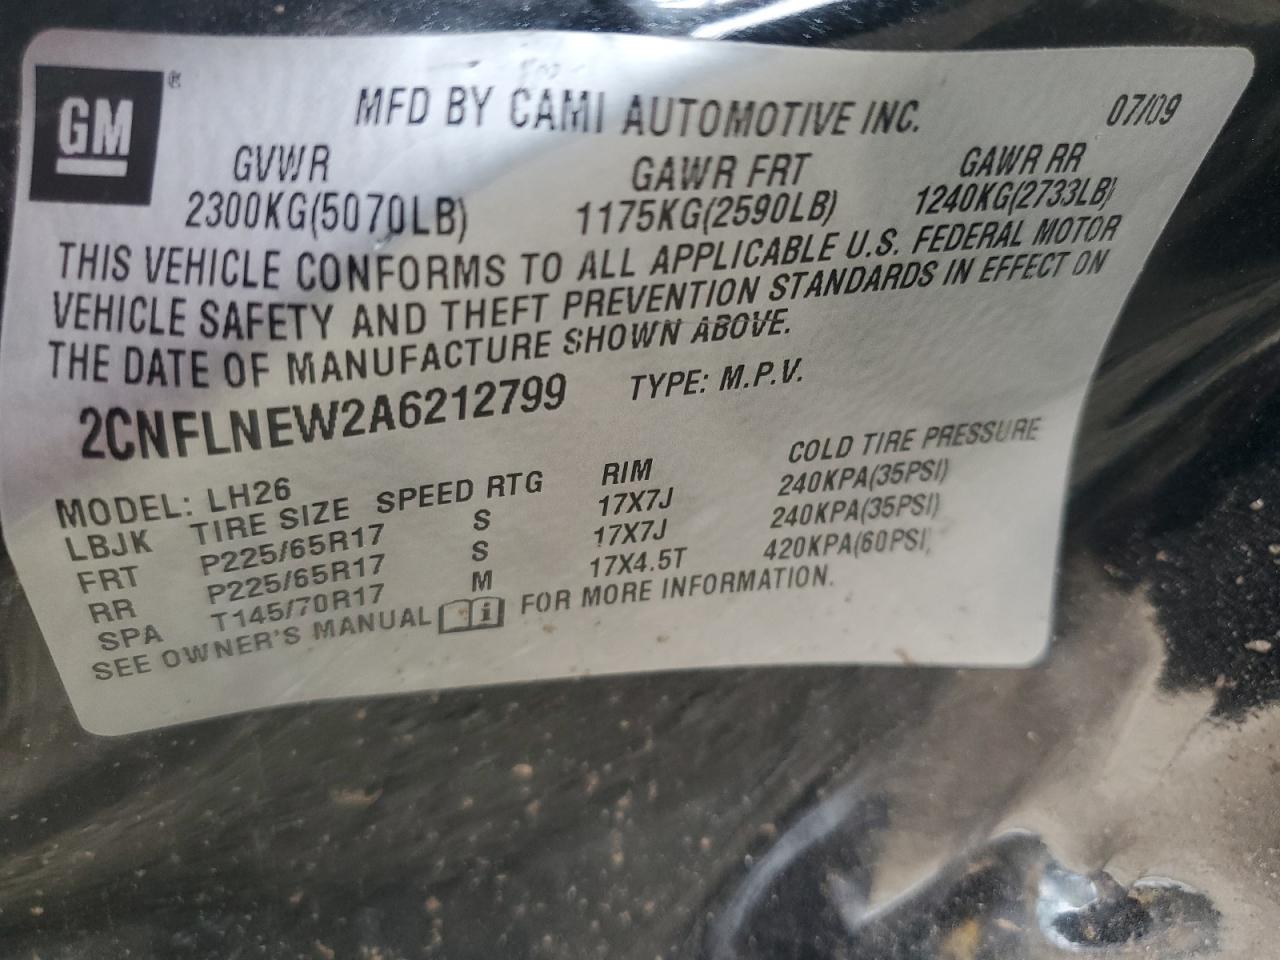 GM ®
MFD BY CAMI AUTOMOTIVE INC. 07/09
GVWR GAWR FRT GAWR RR
2300KG(5070LB) 1175KG(2590LB) 1240KG(2733LB)
THIS VEHICLE CONFORMS TO ALL APPLICABLE U.S. FEDERAL MOTOR
VEHICLE SAFETY AND THEFT PREVENTION STANDARDS IN EFFECT ON
THE DATE OF MANUFACTURE SHOWN ABOVE.
2CNFLNEW2A6212799 TYPE: M.P.V.
MODEL: LH26
LBJK TIRE SIZE SPEED RTG RIM COLD TIRE PRESSURE
FRT P225/65R17 S 17X7J 240KPA(35PSI)
RR P225/65R17 S 17X7J 240KPA(35PSI)
SPA T145/70R17 M 17X4.5T 420KPA(60PSI)
SEE OWNER'S MANUAL i FOR MORE INFORMATION.